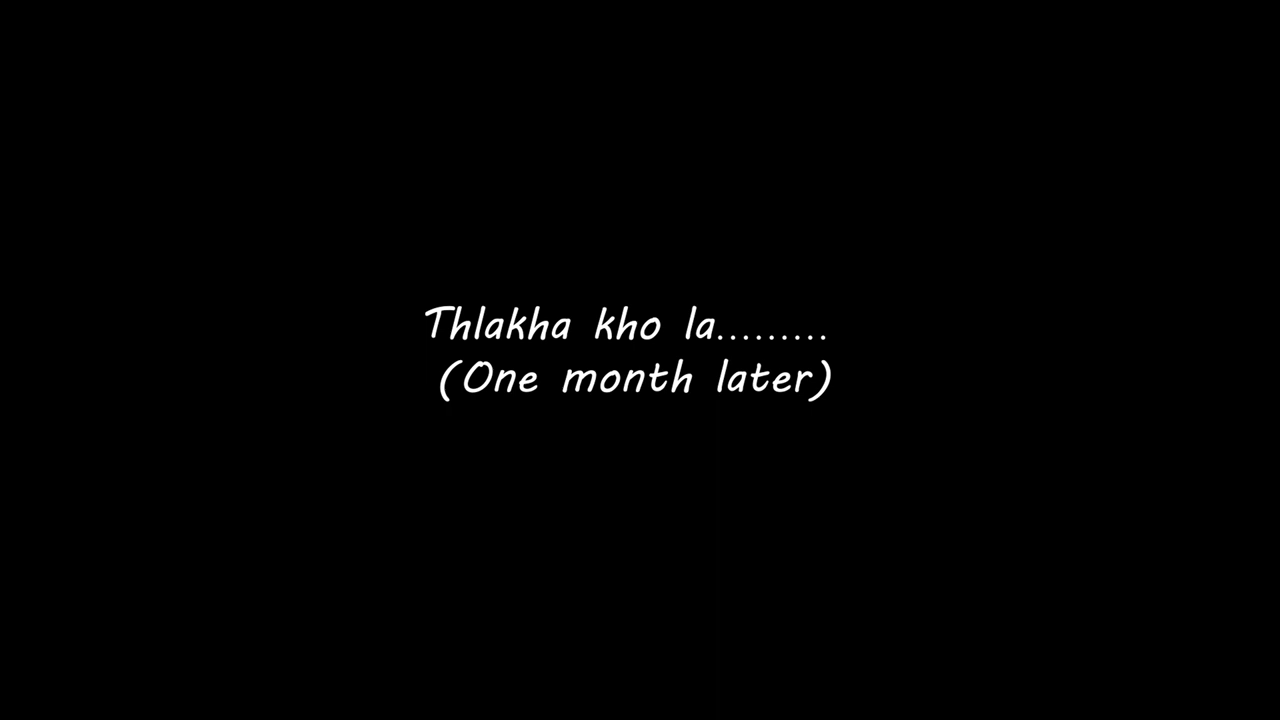 Thlakha kho la.........
(One month later)